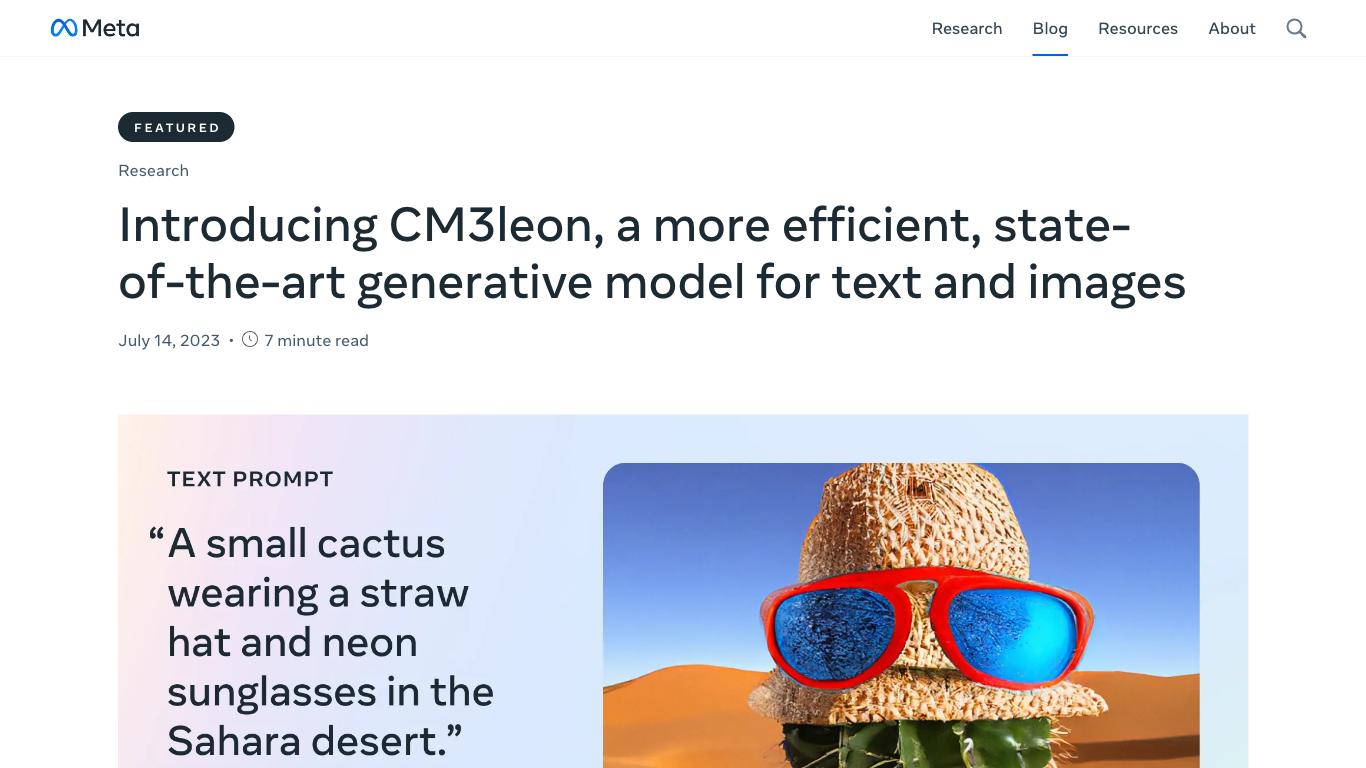 Meta
Research Blog Resources About
FEATURED
Research
Introducing CM3leon, a more efficient, state-
of-the-art generative model for text and images
July 14, 2023 • 7 minute read
TEXT PROMPT
“A small cactus
wearing a straw
hat and neon
sunglasses in the
Sahara desert.”